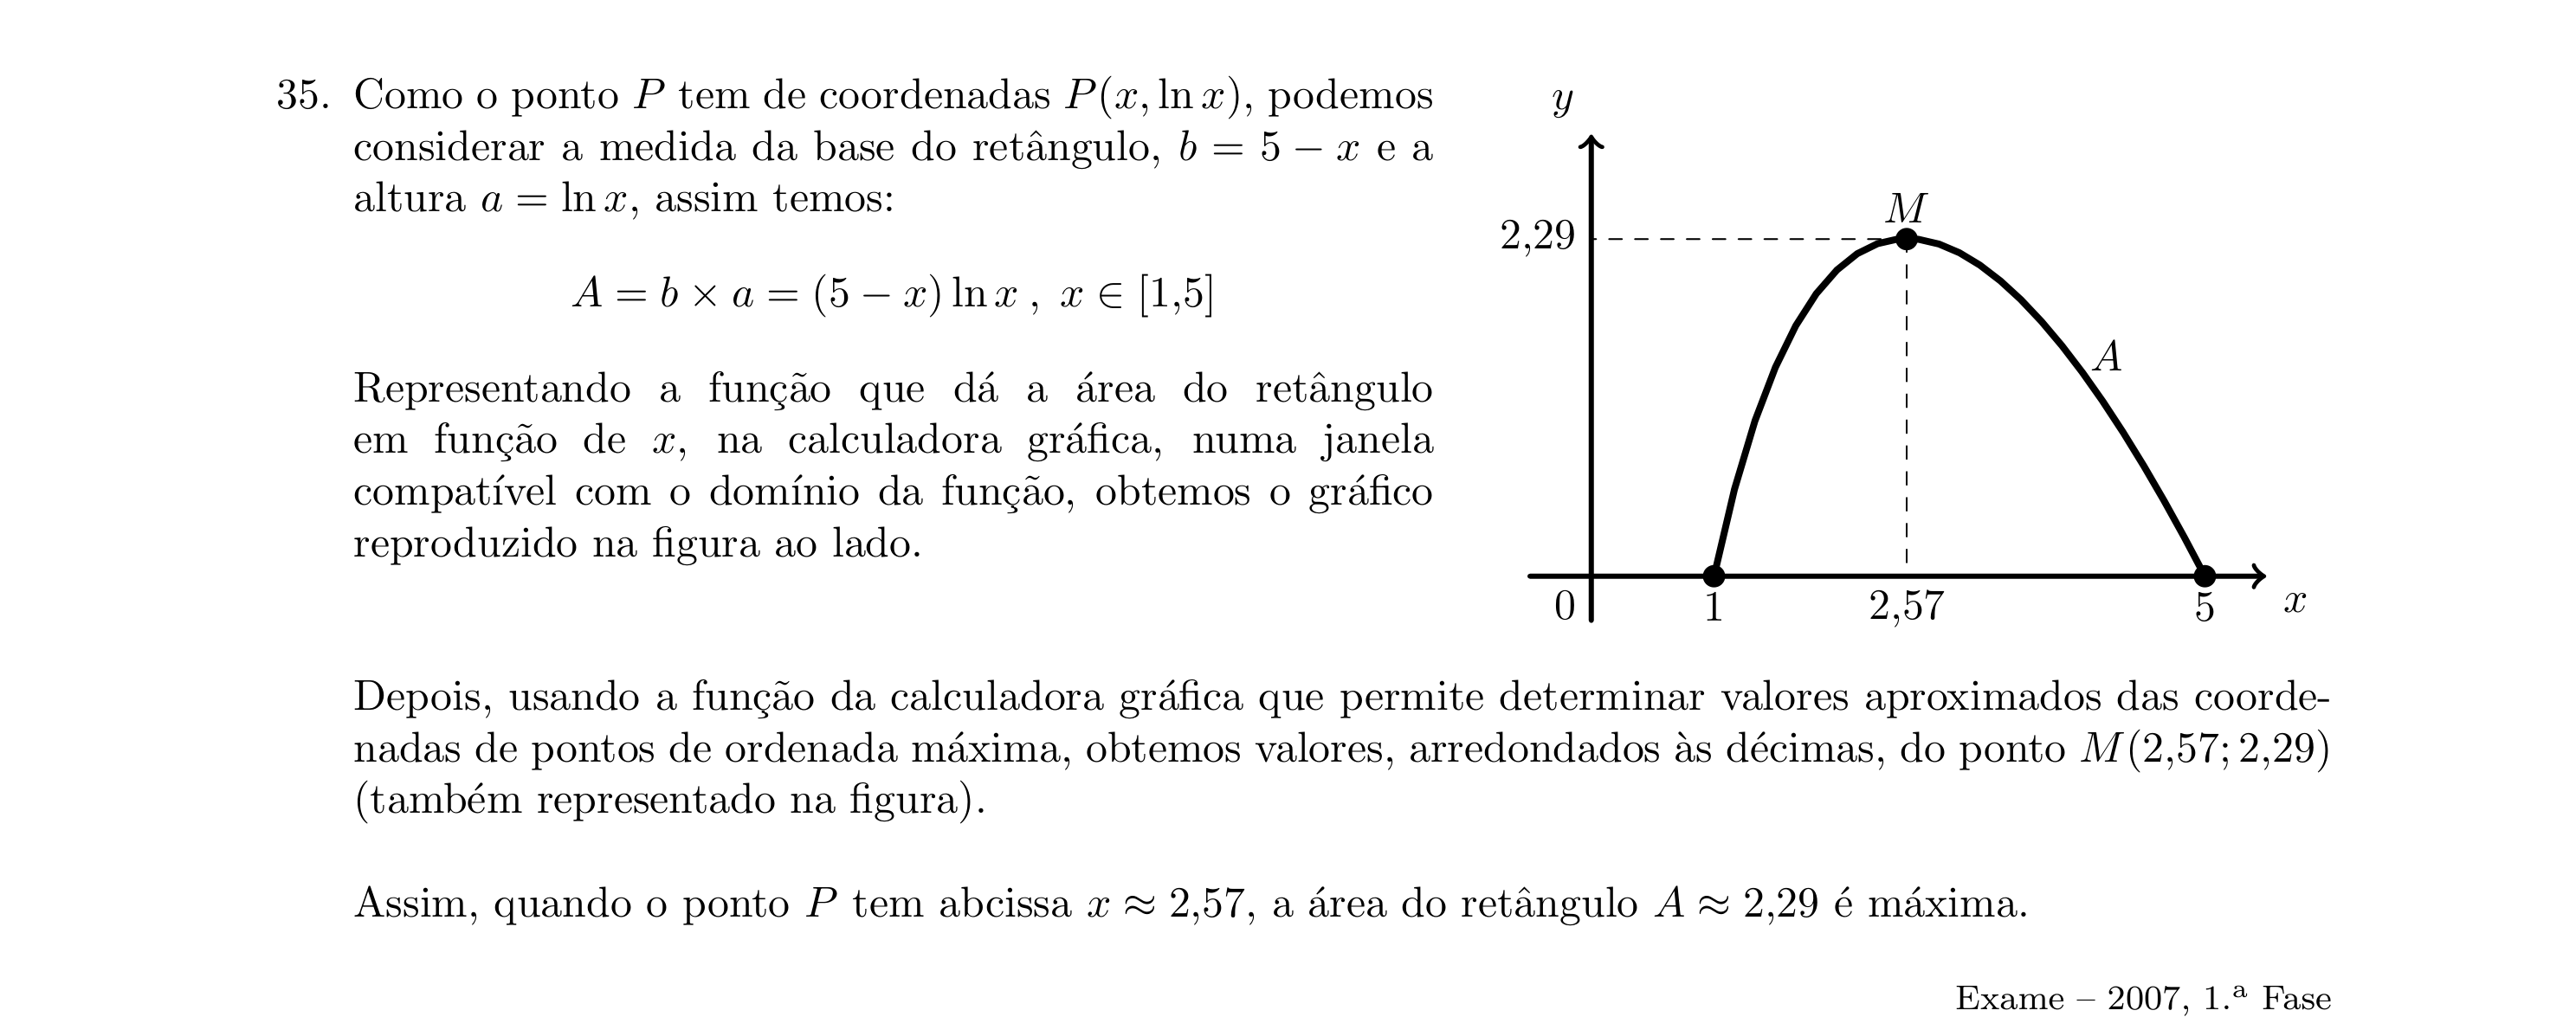 35. Como o ponto P tem de coordenadas P(x, ln x), podemos
considerar a medida da base do retângulo, b = 5 − x e a
altura a = ln x, assim temos:
A = b × a = (5 − x) ln x , x ∈ [1,5]
Representando a função que dá a área do retângulo
em função de x, na calculadora gráfica, numa janela
compatível com o domínio da função, obtemos o gráfico
reproduzido na figura ao lado.
y
M
2,29
A
0
1
2,57
5
x
Depois, usando a função da calculadora gráfica que permite determinar valores aproximados das coorde-
nadas de pontos de ordenada máxima, obtemos valores, arredondados às décimas, do ponto M(2,57; 2,29)
(também representado na figura).
Assim, quando o ponto P tem abcissa x ≈ 2,57, a área do retângulo A ≈ 2,29 é máxima.
Exame – 2007, 1.ª Fase